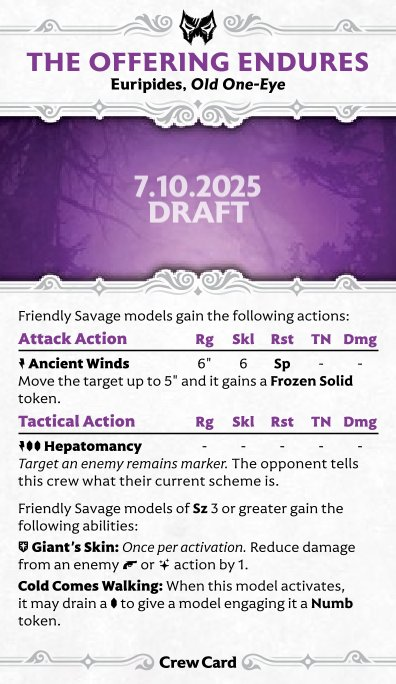 THE OFFERING ENDURES
Euripides, Old One-Eye
7.10.2025
DRAFT
Friendly Savage models gain the following actions:
Attack Action Rg Skl Rst TN Dmg
Ancient Winds 6" 6 Sp - -
Move the target up to 5" and it gains a Frozen Solid
token.
Tactical Action Rg Skl Rst TN Dmg
Hepatomancy - - - - -
Target an enemy remains marker. The opponent tells
this crew what their current scheme is.
Friendly Savage models of Sz 3 or greater gain the
following abilities:
Giant's Skin: Once per activation. Reduce damage
from an enemy or action by 1.
Cold Comes Walking: When this model activates,
it may drain a to give a model engaging it a Numb
token.
Crew Card